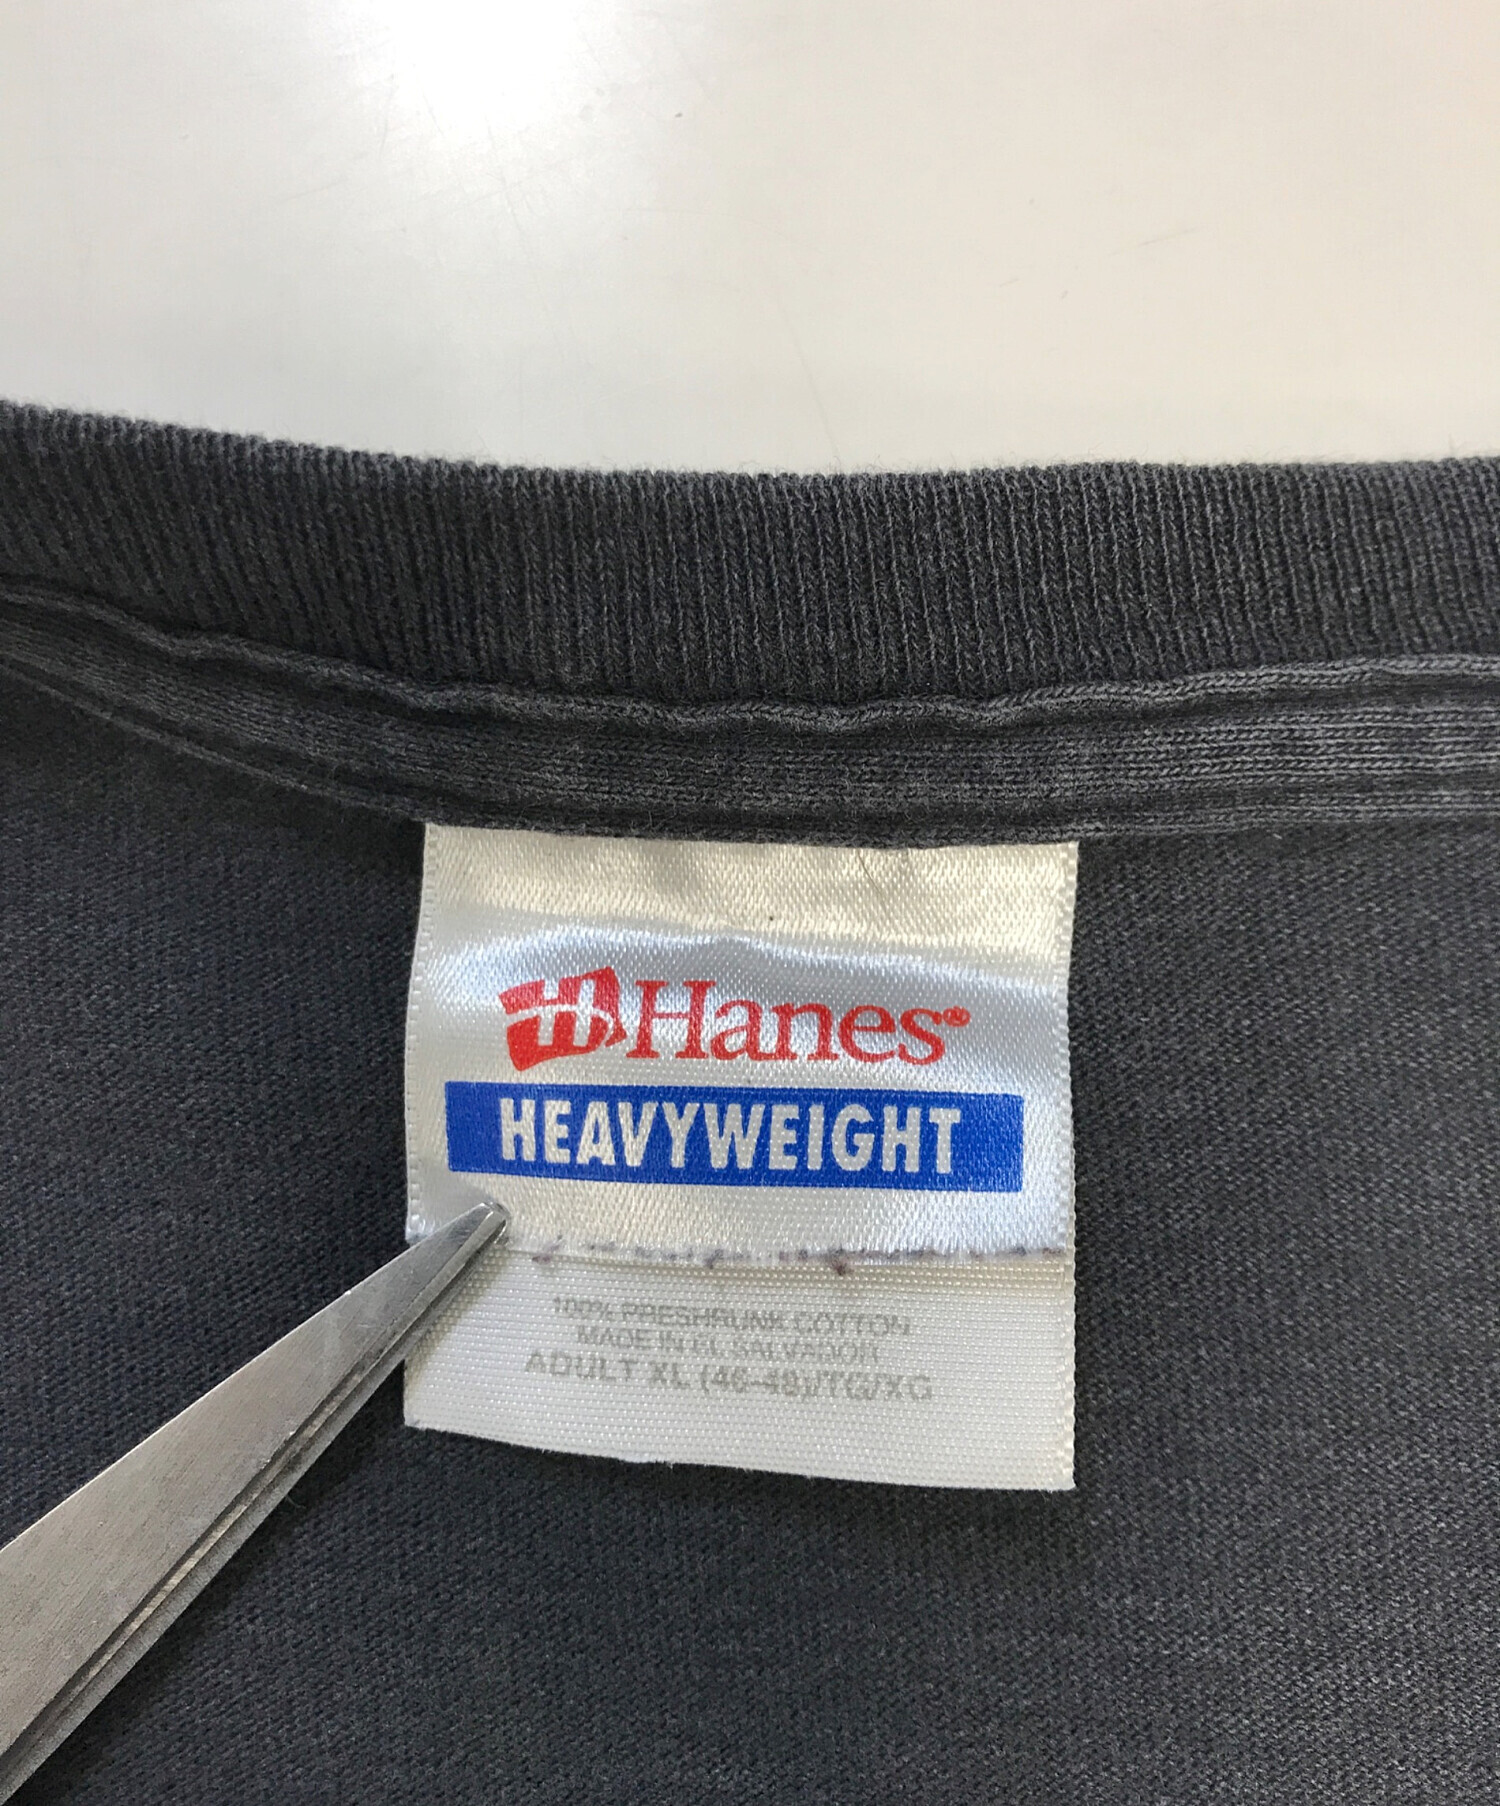 Hanes®
HEAVYWEIGHT
100% PRESHRUNK COTTON
MADE IN EL SALVADOR
ADULT XL (46-48)/TG/XG